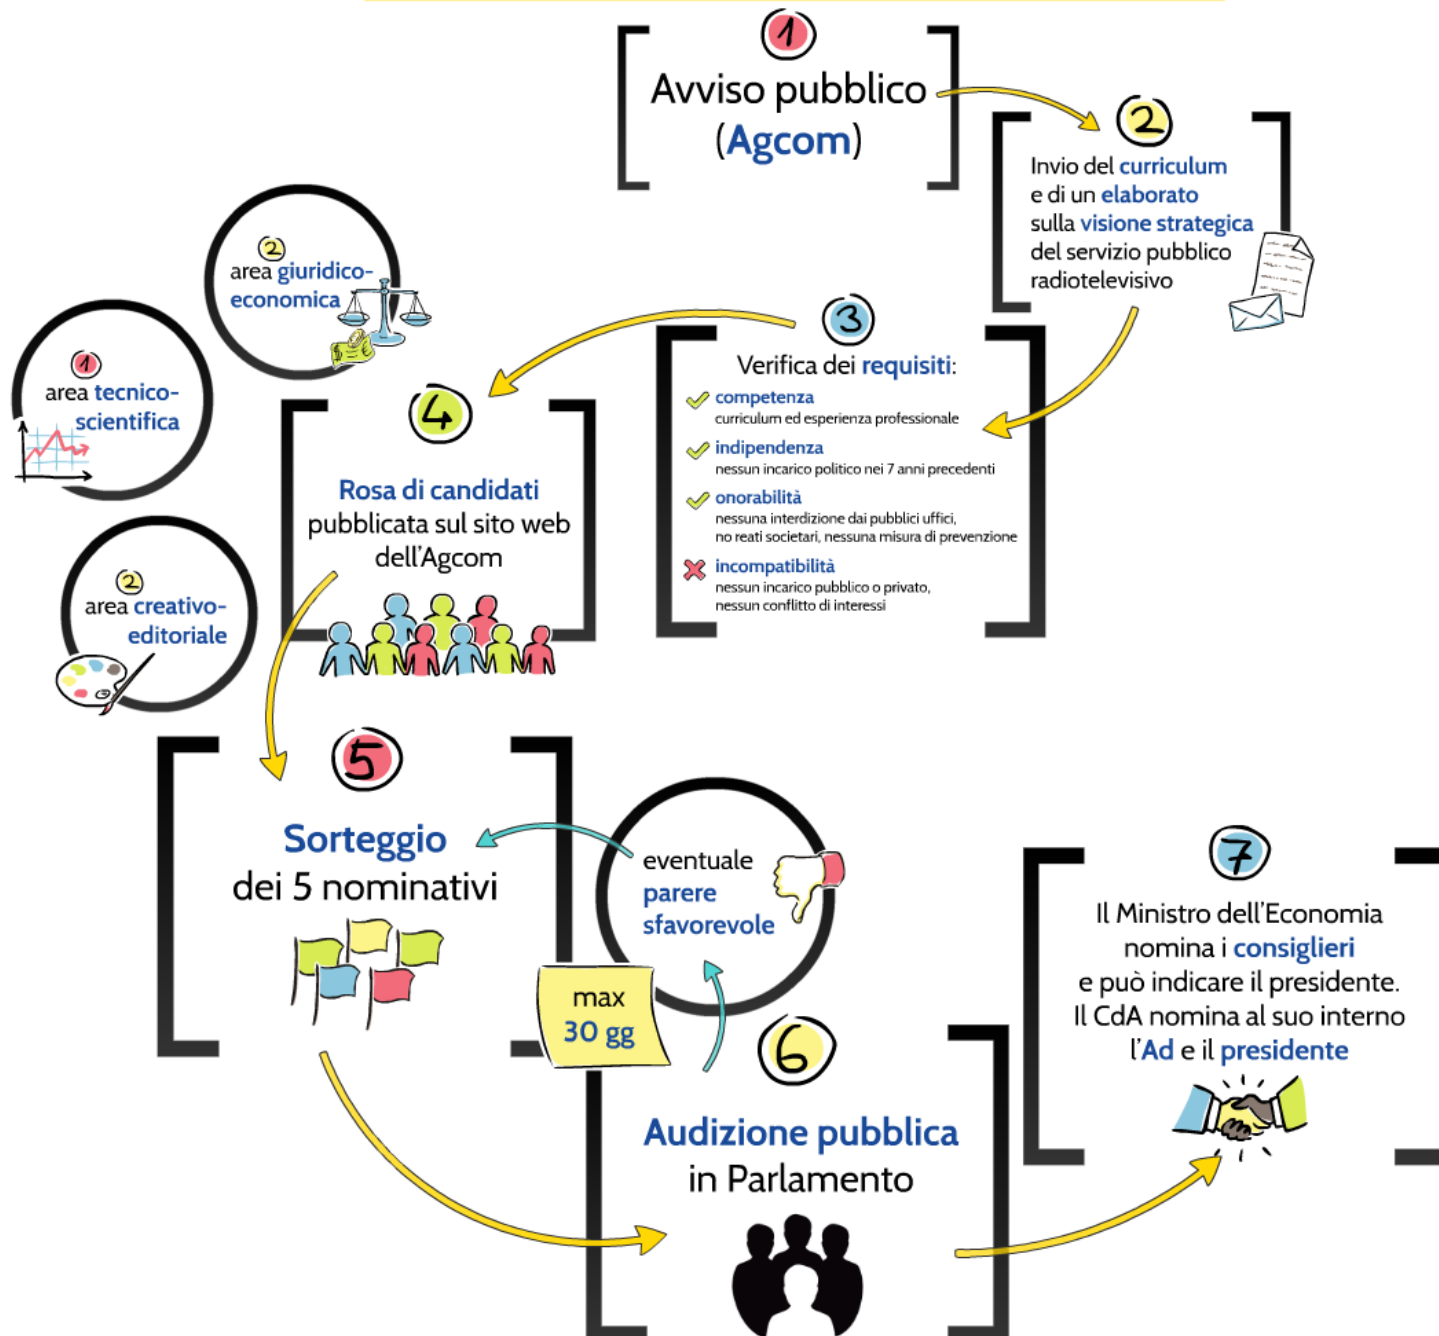 1
Avviso pubblico
(Agcom)
2
Invio del curriculum
e di un elaborato
sulla visione strategica
del servizio pubblico
radiotelevisivo
3
Verifica dei requisiti:
competenza
curriculum ed esperienza professionale
indipendenza
nessun incarico politico nei 7 anni precedenti
onorabilità
nessuna interdizione dai pubblici uffici,
no reati societari, nessuna misura di prevenzione
incompatibilità
nessun incarico pubblico o privato,
nessun conflitto di interessi
2
area giuridico-
economica
1
area tecnico-
scientifica
2
area creativo-
editoriale
4
Rosa di candidati
pubblicata sul sito web
dell'Agcom
5
Sorteggio
dei 5 nominativi
eventuale
parere
sfavorevole
max
30 gg
6
Audizione pubblica
in Parlamento
7
Il Ministro dell'Economia
nomina i consiglieri
e può indicare il presidente.
Il CdA nomina al suo interno
l'Ad e il presidente